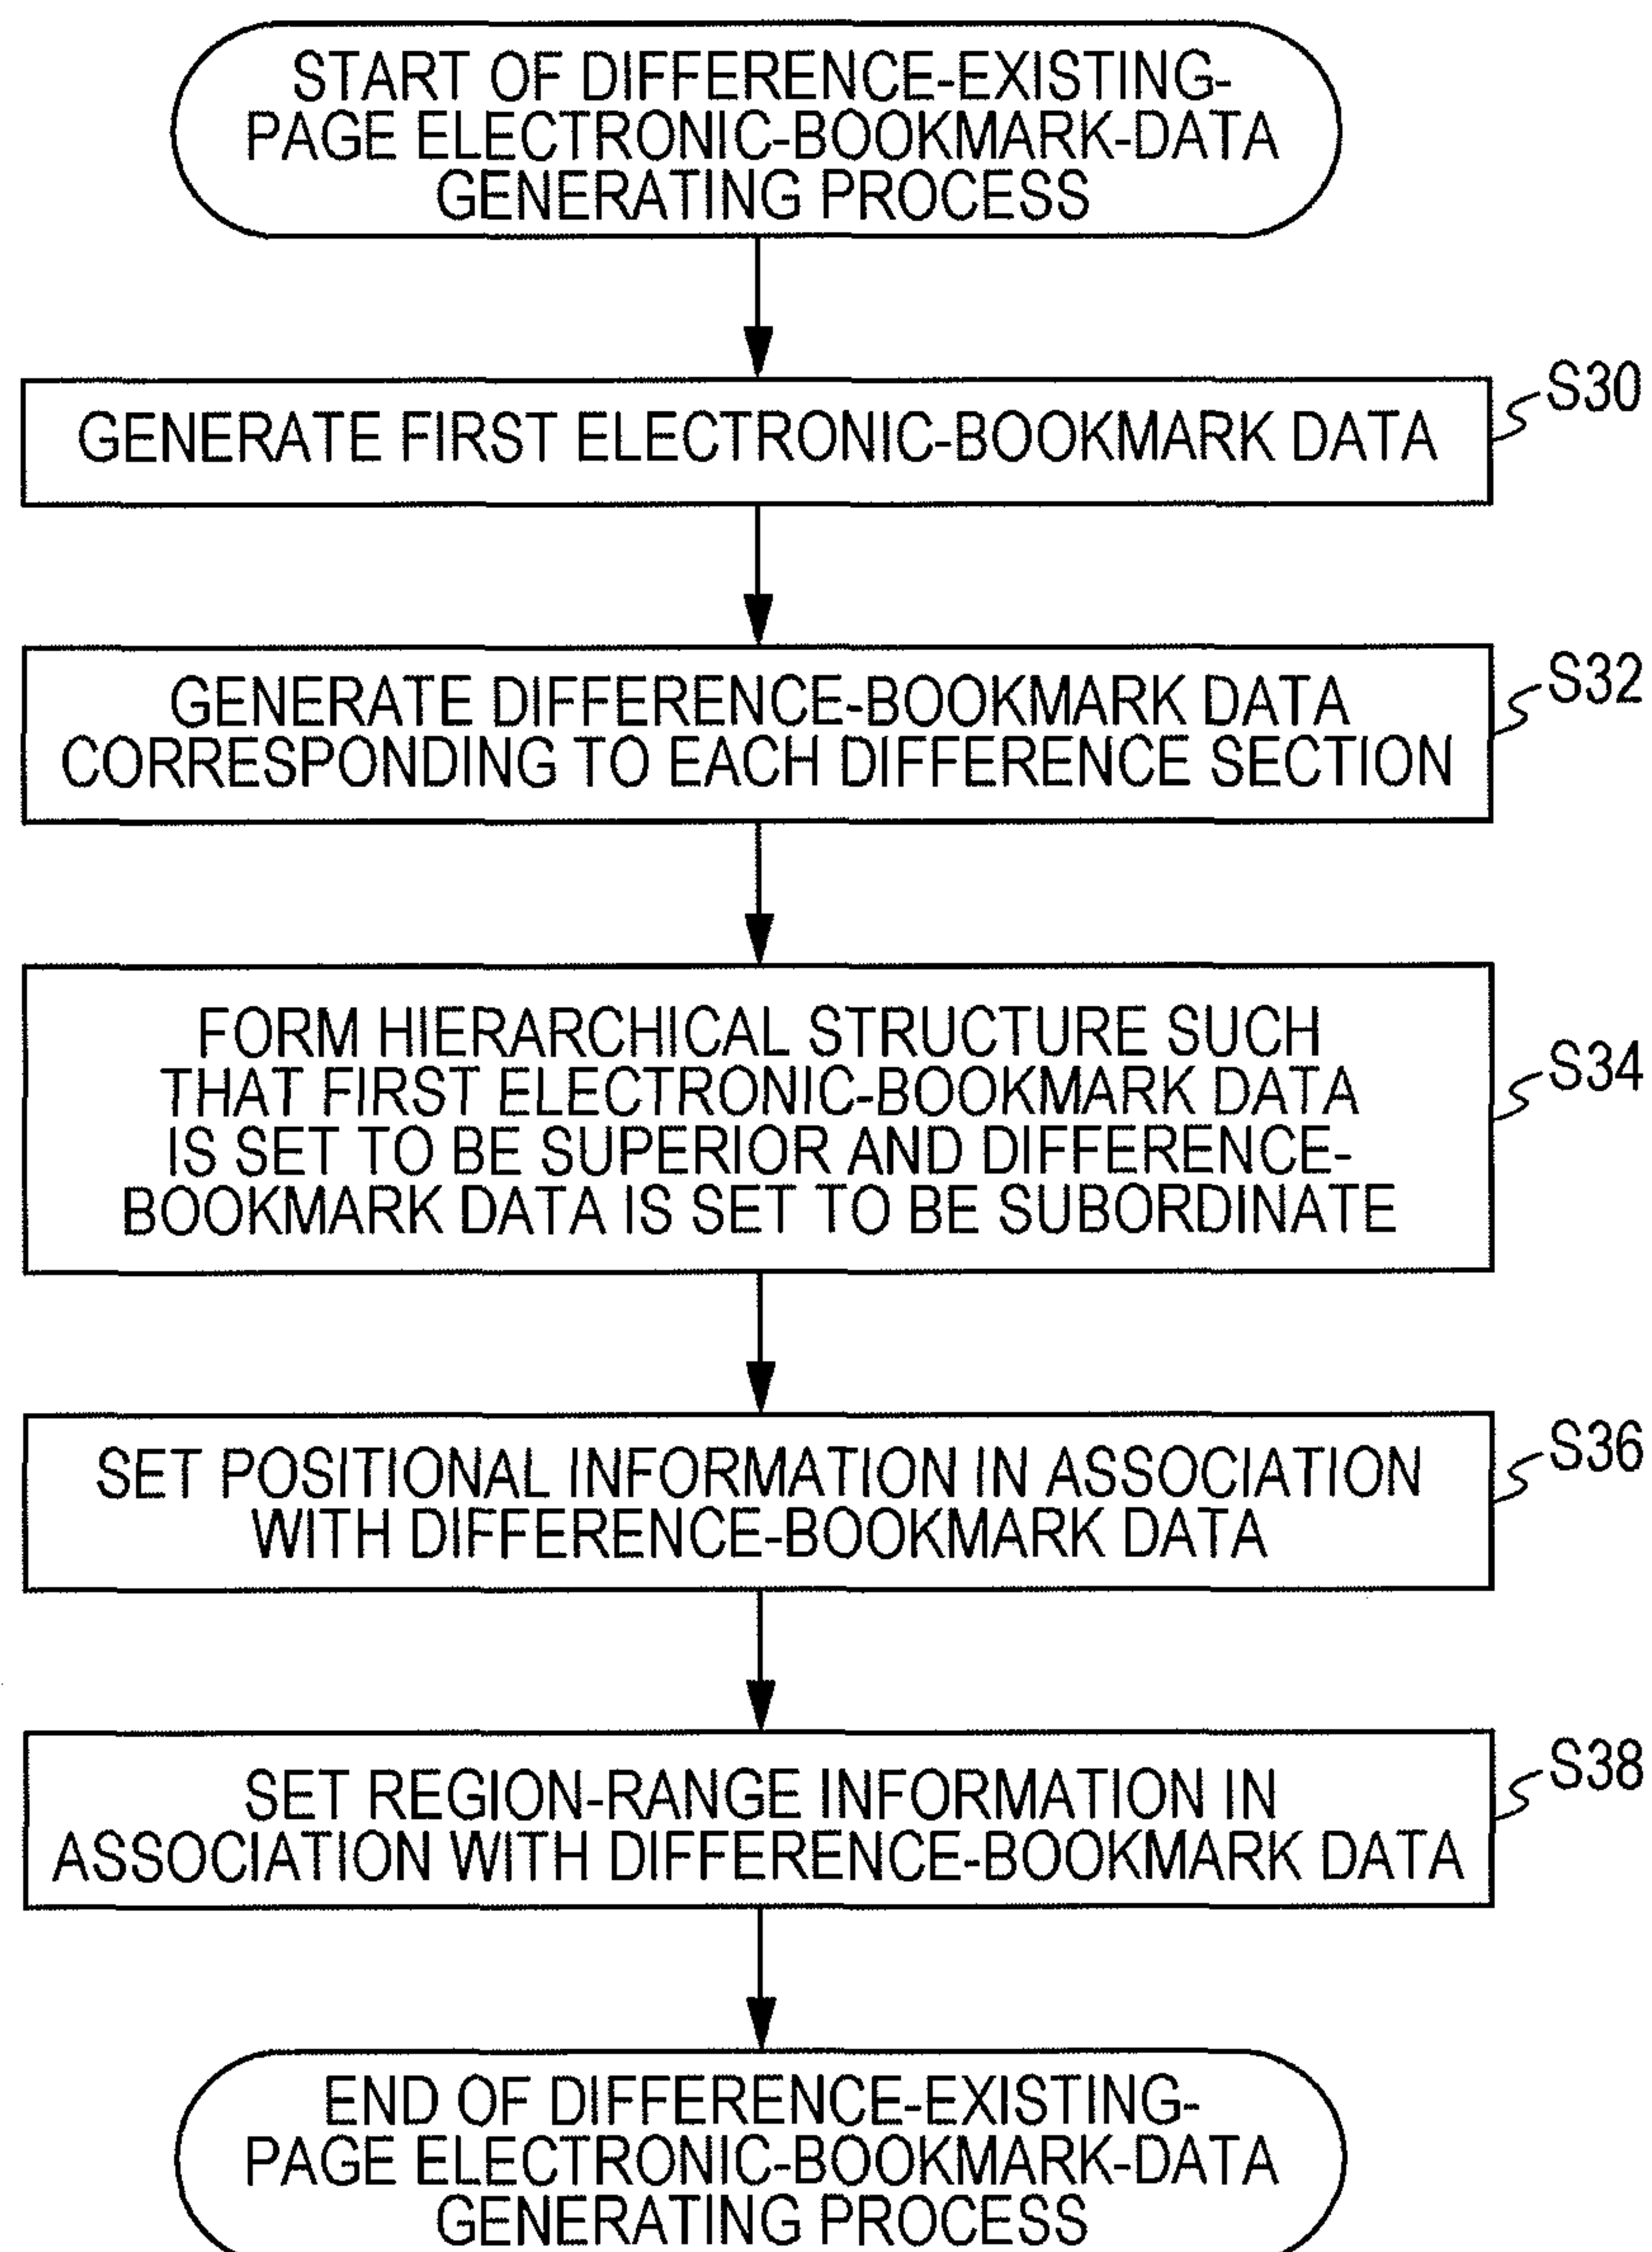 START OF DIFFERENCE-EXISTING-
PAGE ELECTRONIC-BOOKMARK-DATA
GENERATING PROCESS
S30
GENERATE FIRST ELECTRONIC-BOOKMARK DATA
S32
GENERATE DIFFERENCE-BOOKMARK DATA
CORRESPONDING TO EACH DIFFERENCE SECTION
S34
FORM HIERARCHICAL STRUCTURE SUCH
THAT FIRST ELECTRONIC-BOOKMARK DATA
IS SET TO BE SUPERIOR AND DIFFERENCE-
BOOKMARK DATA IS SET TO BE SUBORDINATE
S36
SET POSITIONAL INFORMATION IN ASSOCIATION
WITH DIFFERENCE-BOOKMARK DATA
S38
SET REGION-RANGE INFORMATION IN
ASSOCIATION WITH DIFFERENCE-BOOKMARK DATA
END OF DIFFERENCE-EXISTING-
PAGE ELECTRONIC-BOOKMARK-DATA
GENERATING PROCESS